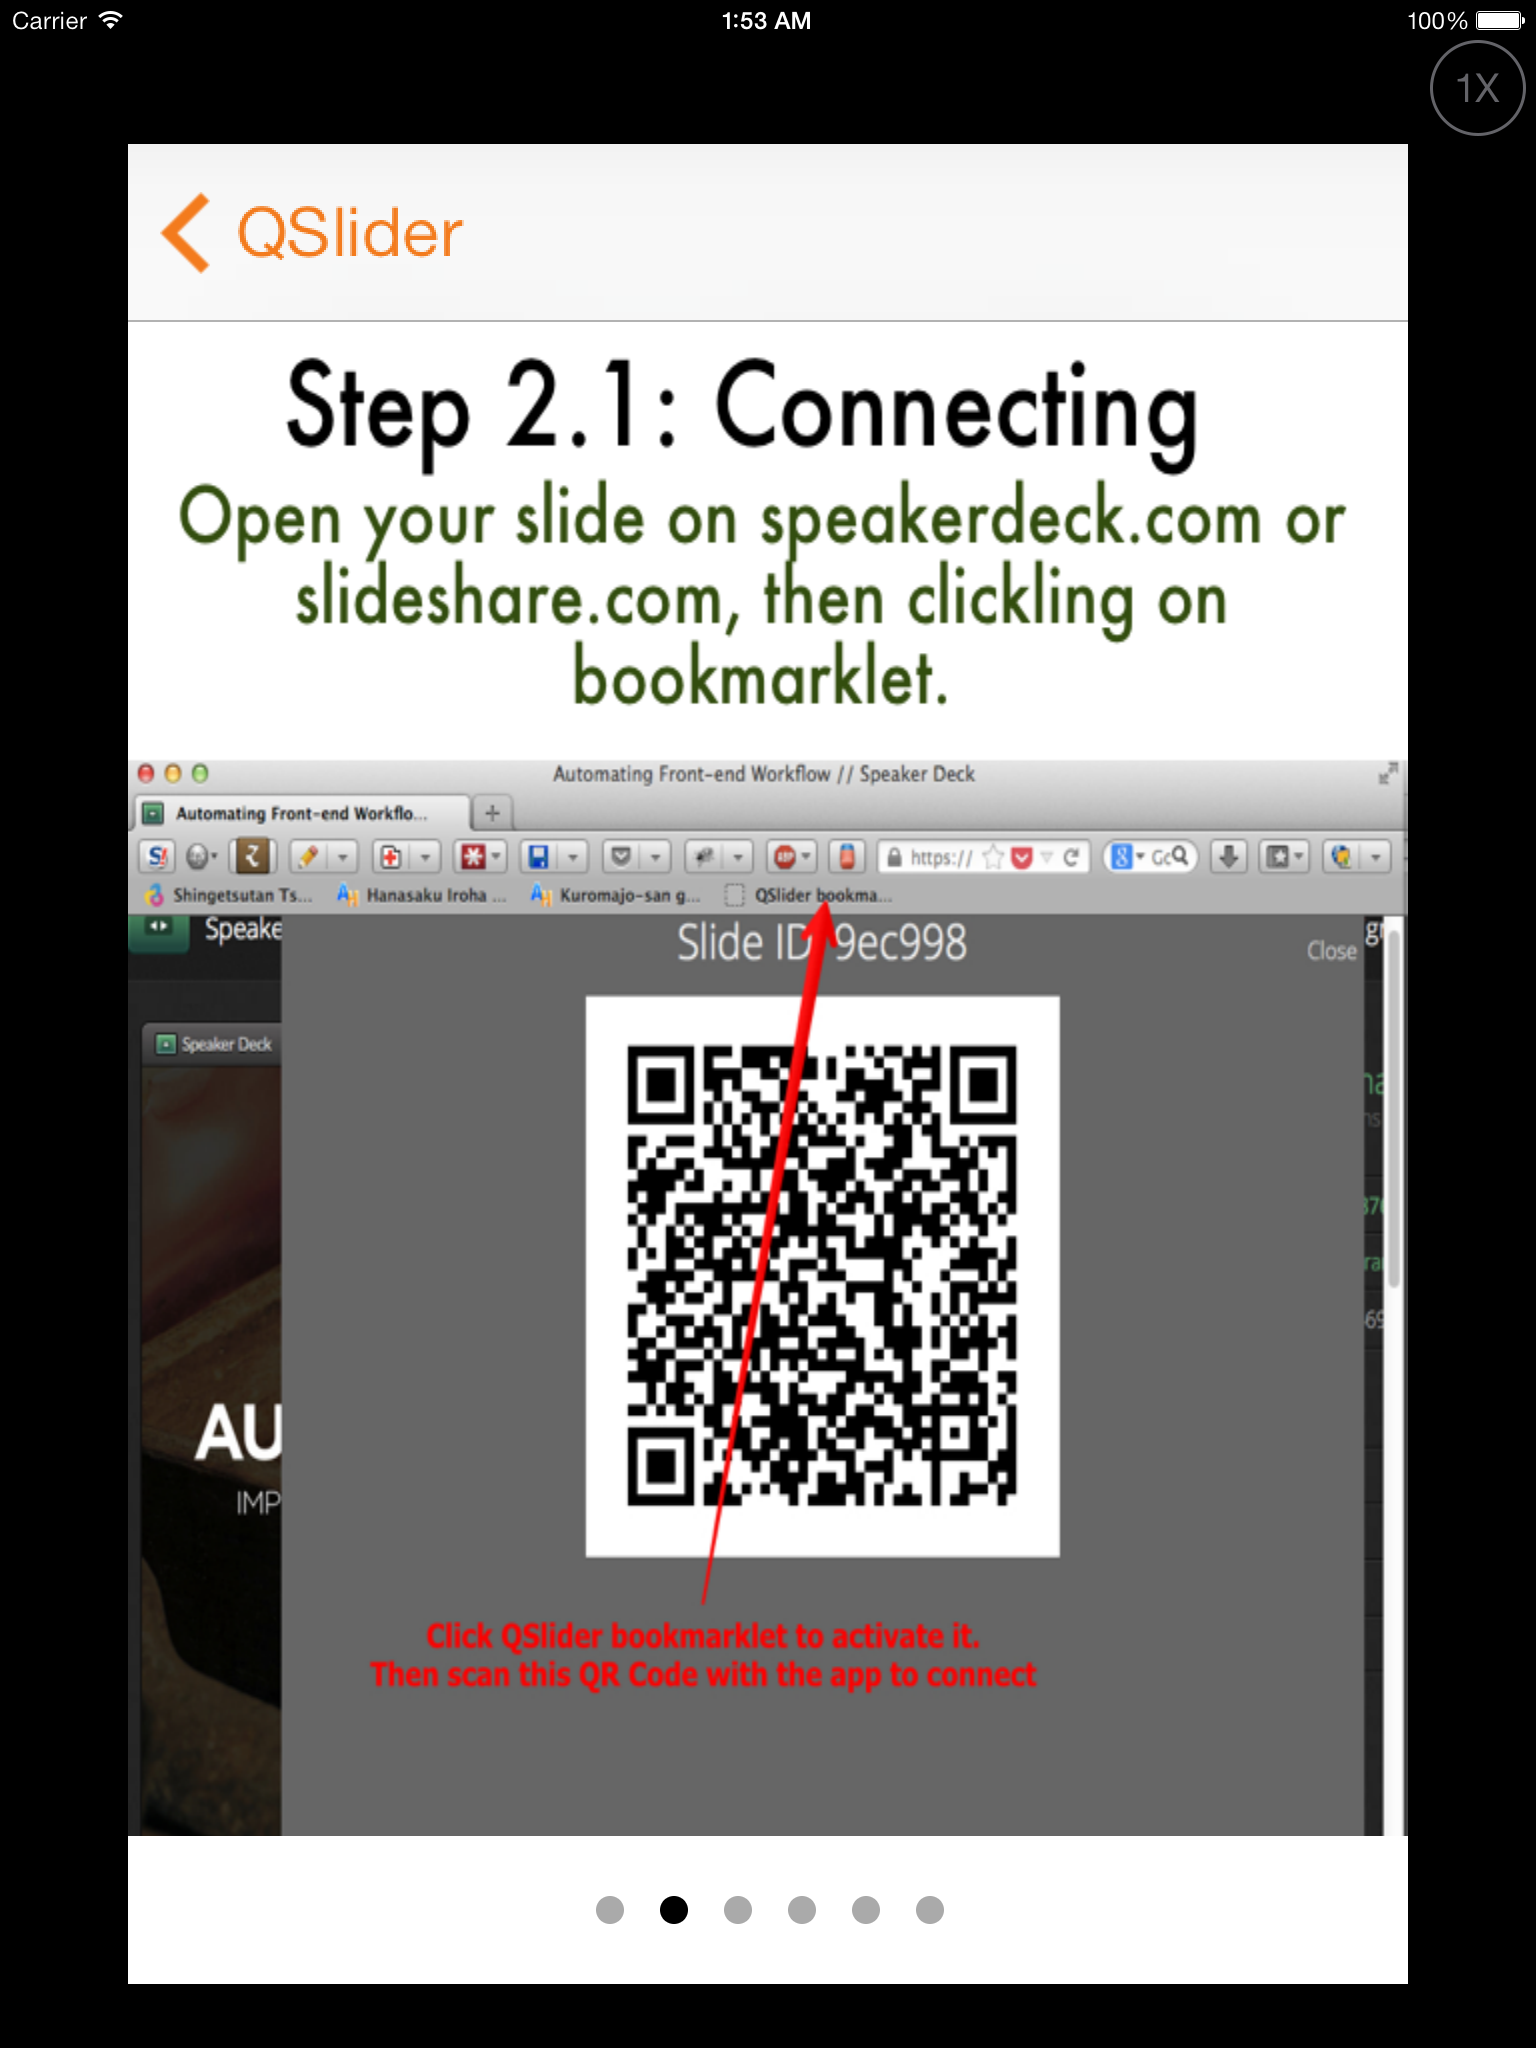 Carrier 1:53 AM 100%
1X
QSlider
Step 2.1: Connecting
Open your slide on speakerdeck.com or
slideshare.com, then clickling on
bookmarklet.
Automating Front-end Workflow // Speaker Deck
Automating Front-end Workflo...
https://
Shingetsutan Ts... Hanasaku Iroha ... Kuromajo-san g... QSlider bookma...
Speake
Slide ID 9ec998
Close
Speaker Deck
AU
IMP
Click QSlider bookmarklet to activate it.
Then scan this QR Code with the app to connect